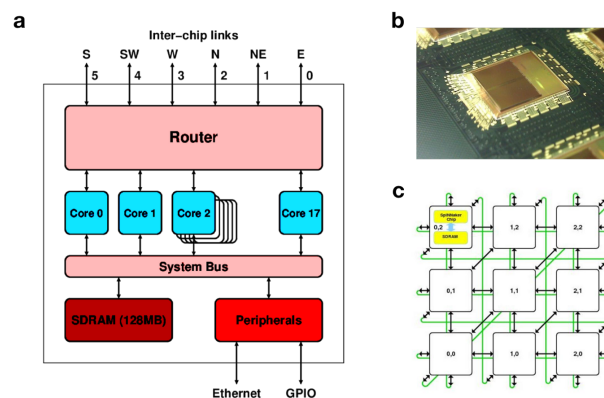 a
Inter-chip links
S SW W N NE E
5 4 3 2 1 0
Router
Core 0 Core 1 Core 2 Core 17
System Bus
SDRAM (128MB) Peripherals
Ethernet GPIO
b
c
SpiNNaker
Chip
0,2 1,2 2,2
SDRAM
0,1 1,1 2,1
0,0 1,0 2,0